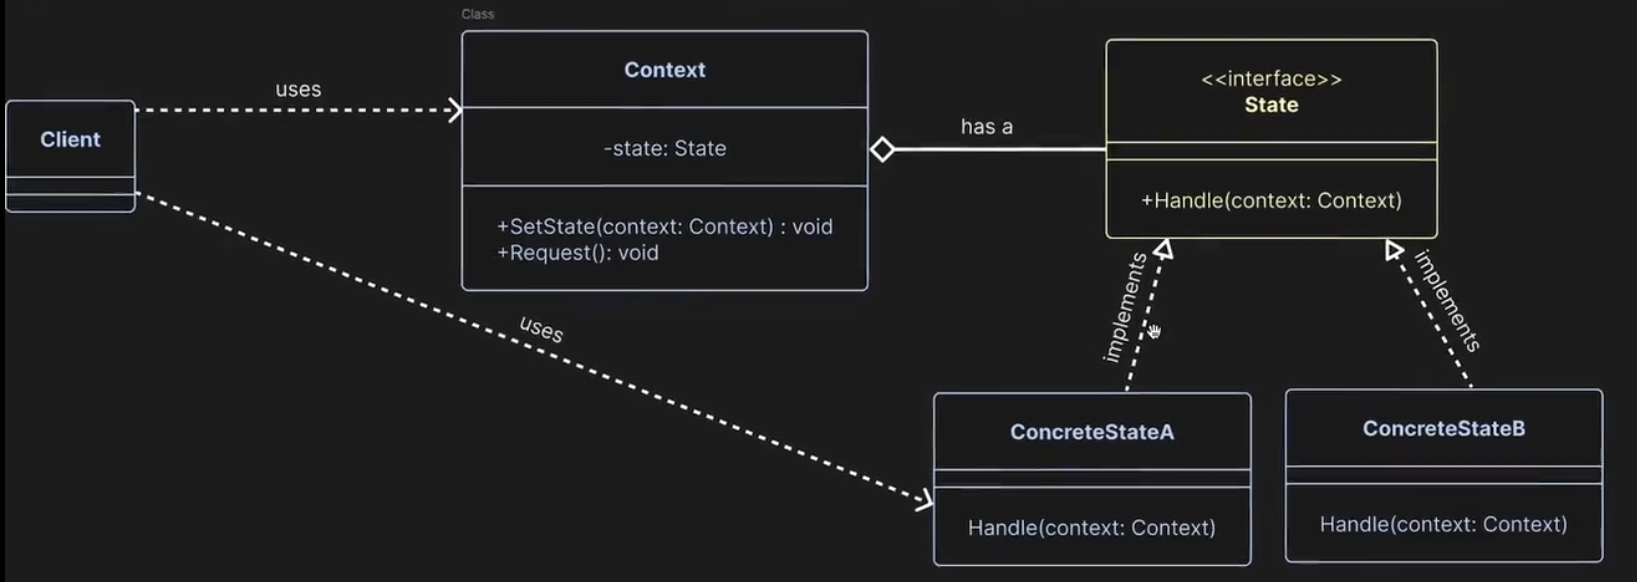 Class
Context
-state: State
+SetState(context: Context) : void
+Request(): void
uses
Client
uses
has a
<<interface>>
State
+Handle(context: Context)
implements
implements
ConcreteStateA
Handle(context: Context)
ConcreteStateB
Handle(context: Context)